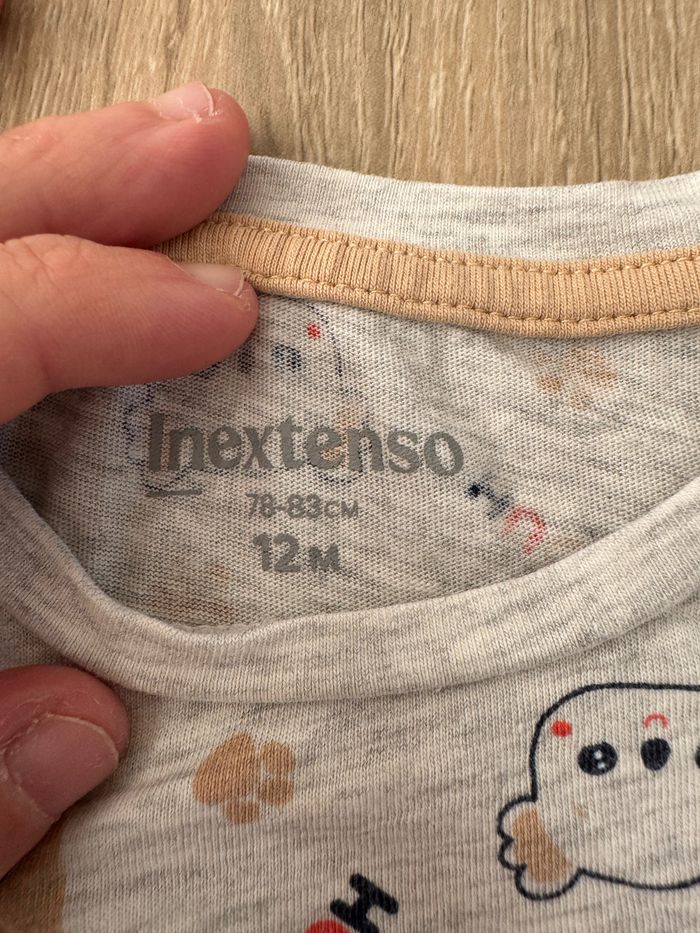 Inextenso
78-83CM
12M
H